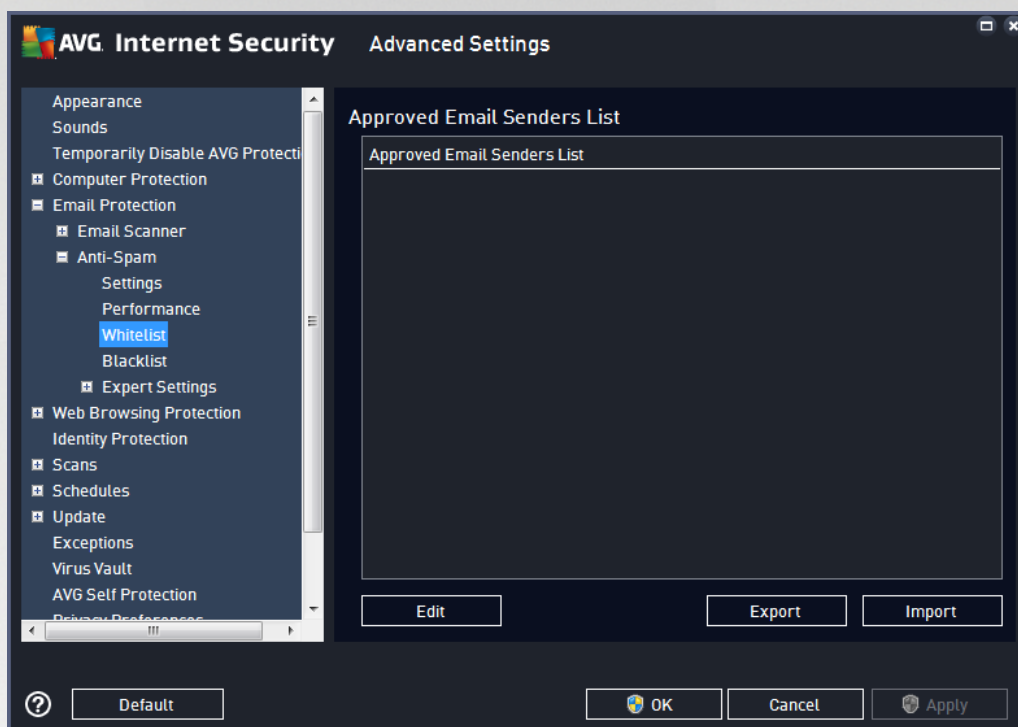 AVG. Internet Security Advanced Settings
Appearance
Sounds
Temporarily Disable AVG Protecti
Computer Protection
Email Protection
Email Scanner
Anti-Spam
Settings
Performance
Whitelist
Blacklist
Expert Settings
Web Browsing Protection
Identity Protection
Scans
Schedules
Update
Exceptions
Virus Vault
AVG Self Protection
Privacy Preferences
Approved Email Senders List
Approved Email Senders List
Edit Export Import
Default OK Cancel Apply